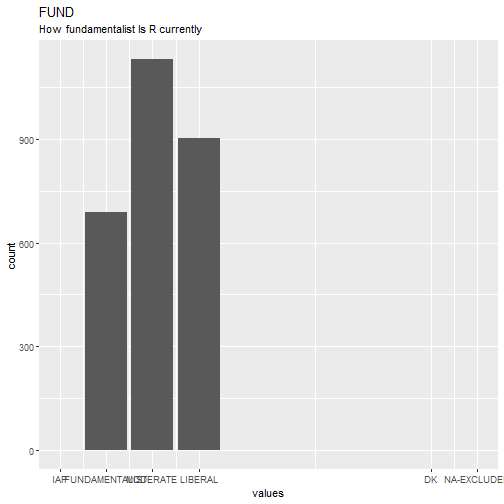 FUND
How fundamentalist is R currently
900
600
300
0
count
DK NA-EXCLUDE
LIBERAL
values